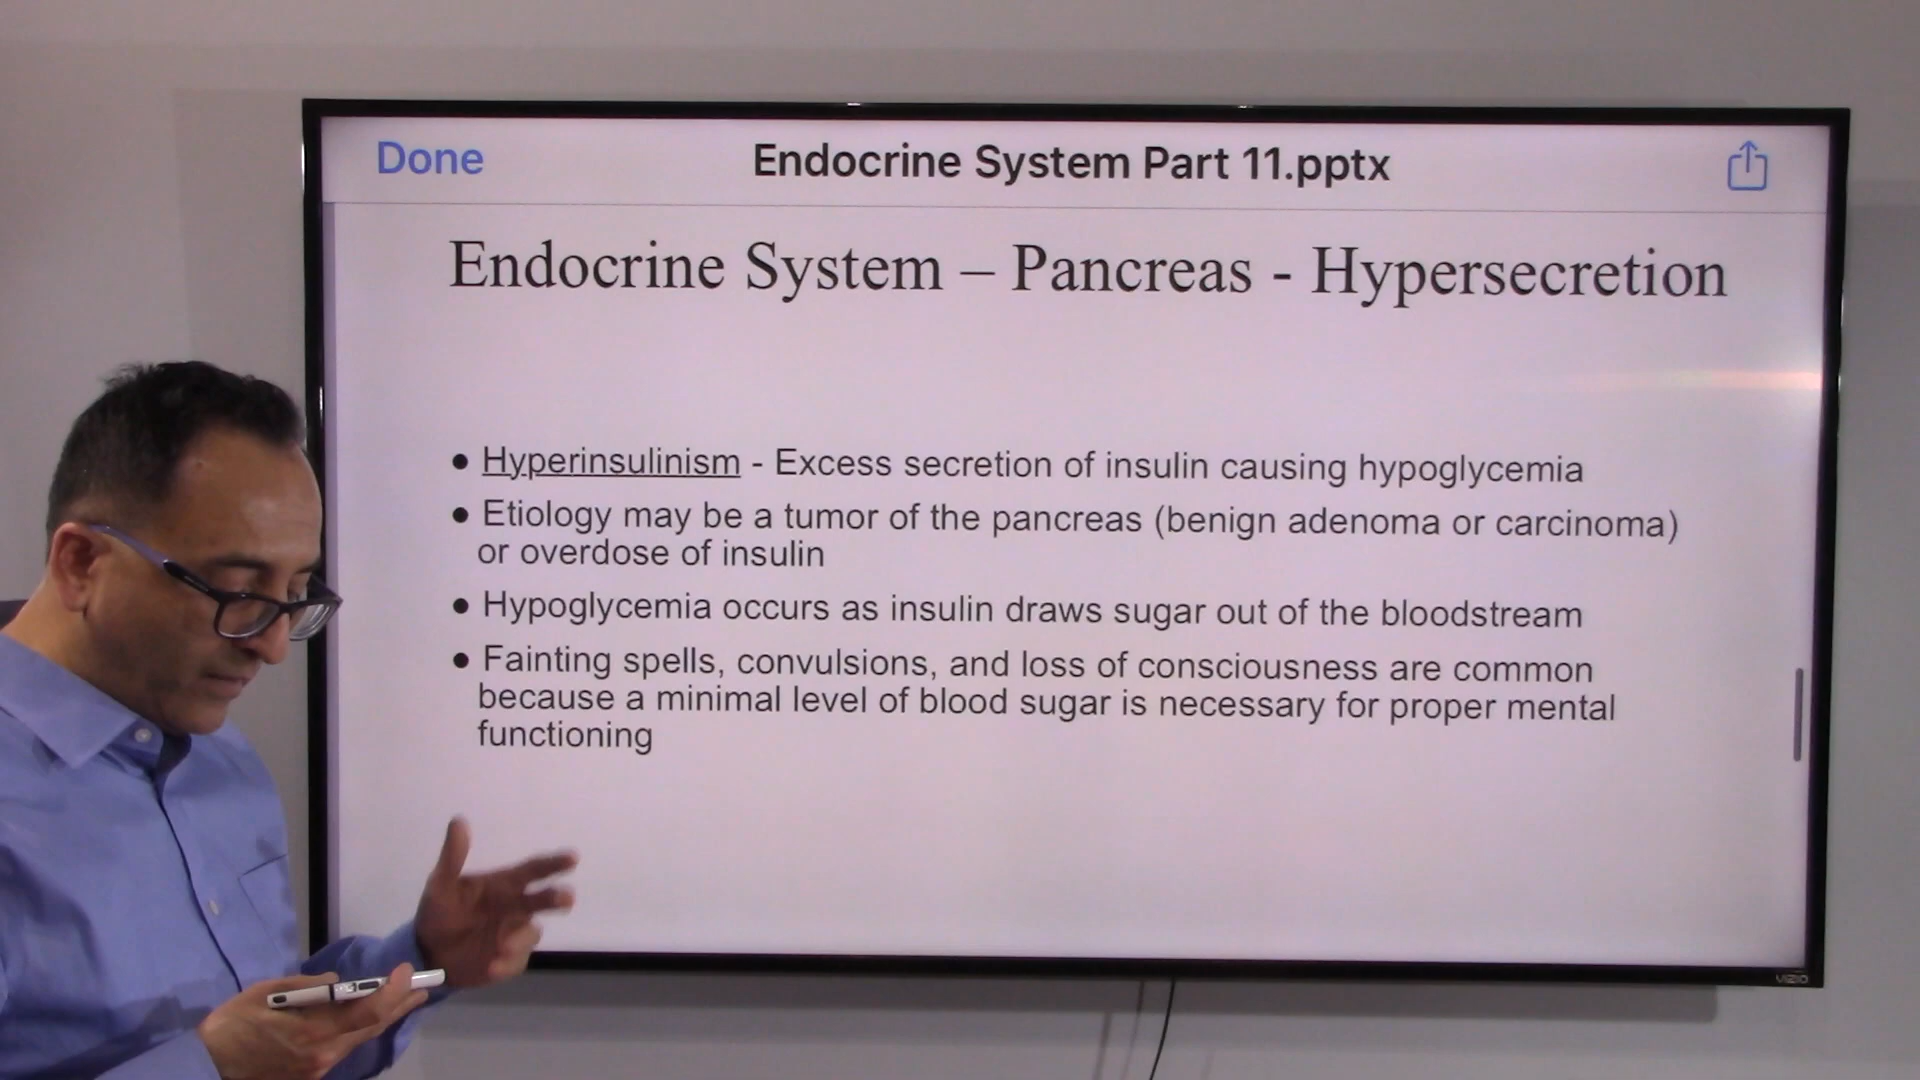 Done
Endocrine System Part 11.pptx
Endocrine System – Pancreas - Hypersecretion
● Hyperinsulinism - Excess secretion of insulin causing hypoglycemia
● Etiology may be a tumor of the pancreas (benign adenoma or carcinoma)
or overdose of insulin
● Hypoglycemia occurs as insulin draws sugar out of the bloodstream
● Fainting spells, convulsions, and loss of consciousness are common
because a minimal level of blood sugar is necessary for proper mental
functioning
VIZIO